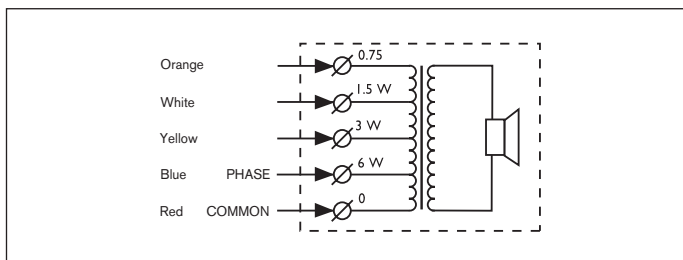 Orange 0.75
White 1.5 W
Yellow 3 W
Blue PHASE 6 W
Red COMMON 0